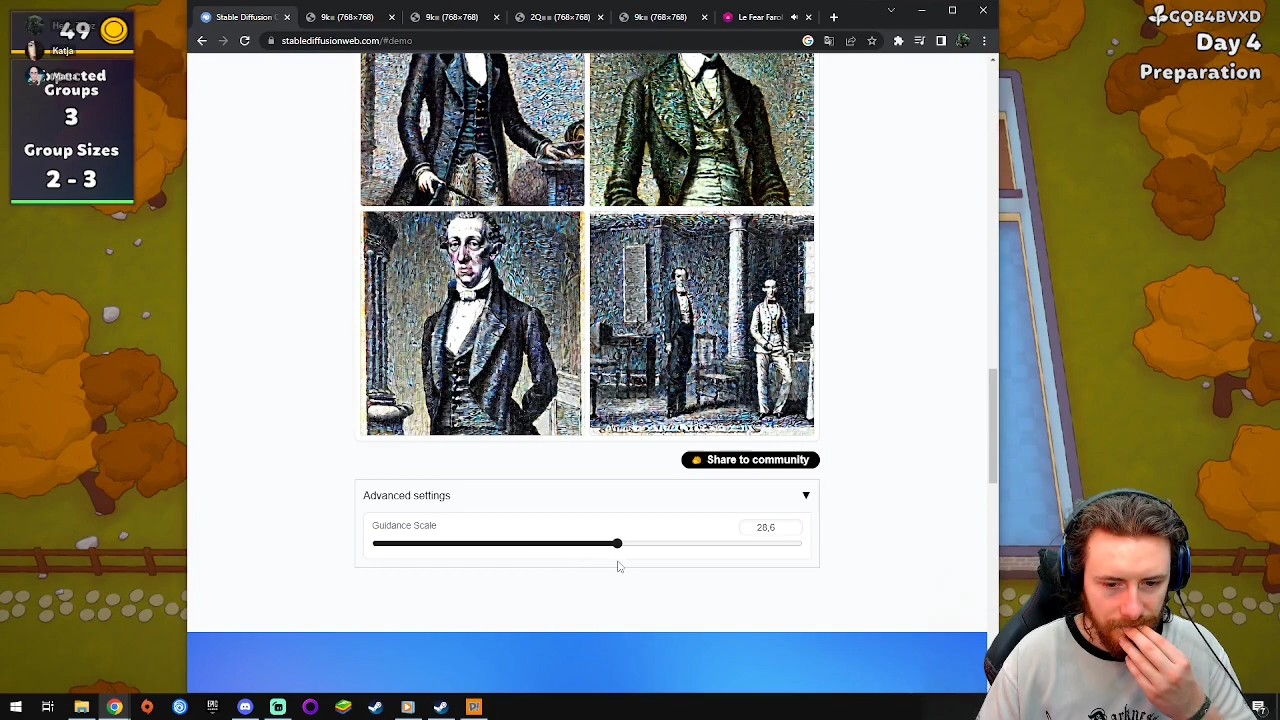 49
Katja
Groups
3
Group Sizes
2 - 3
Stable Diffusion
9k= (768×768)
9k= (768×768)
2Q== (768×768)
9k= (768×768)
Le Fear Farol
stablediffusionweb.com/#demo
GQB4BVXD
Day 4
Preparation
Share to community
Advanced settings
Guidance Scale
28,6
EPIC